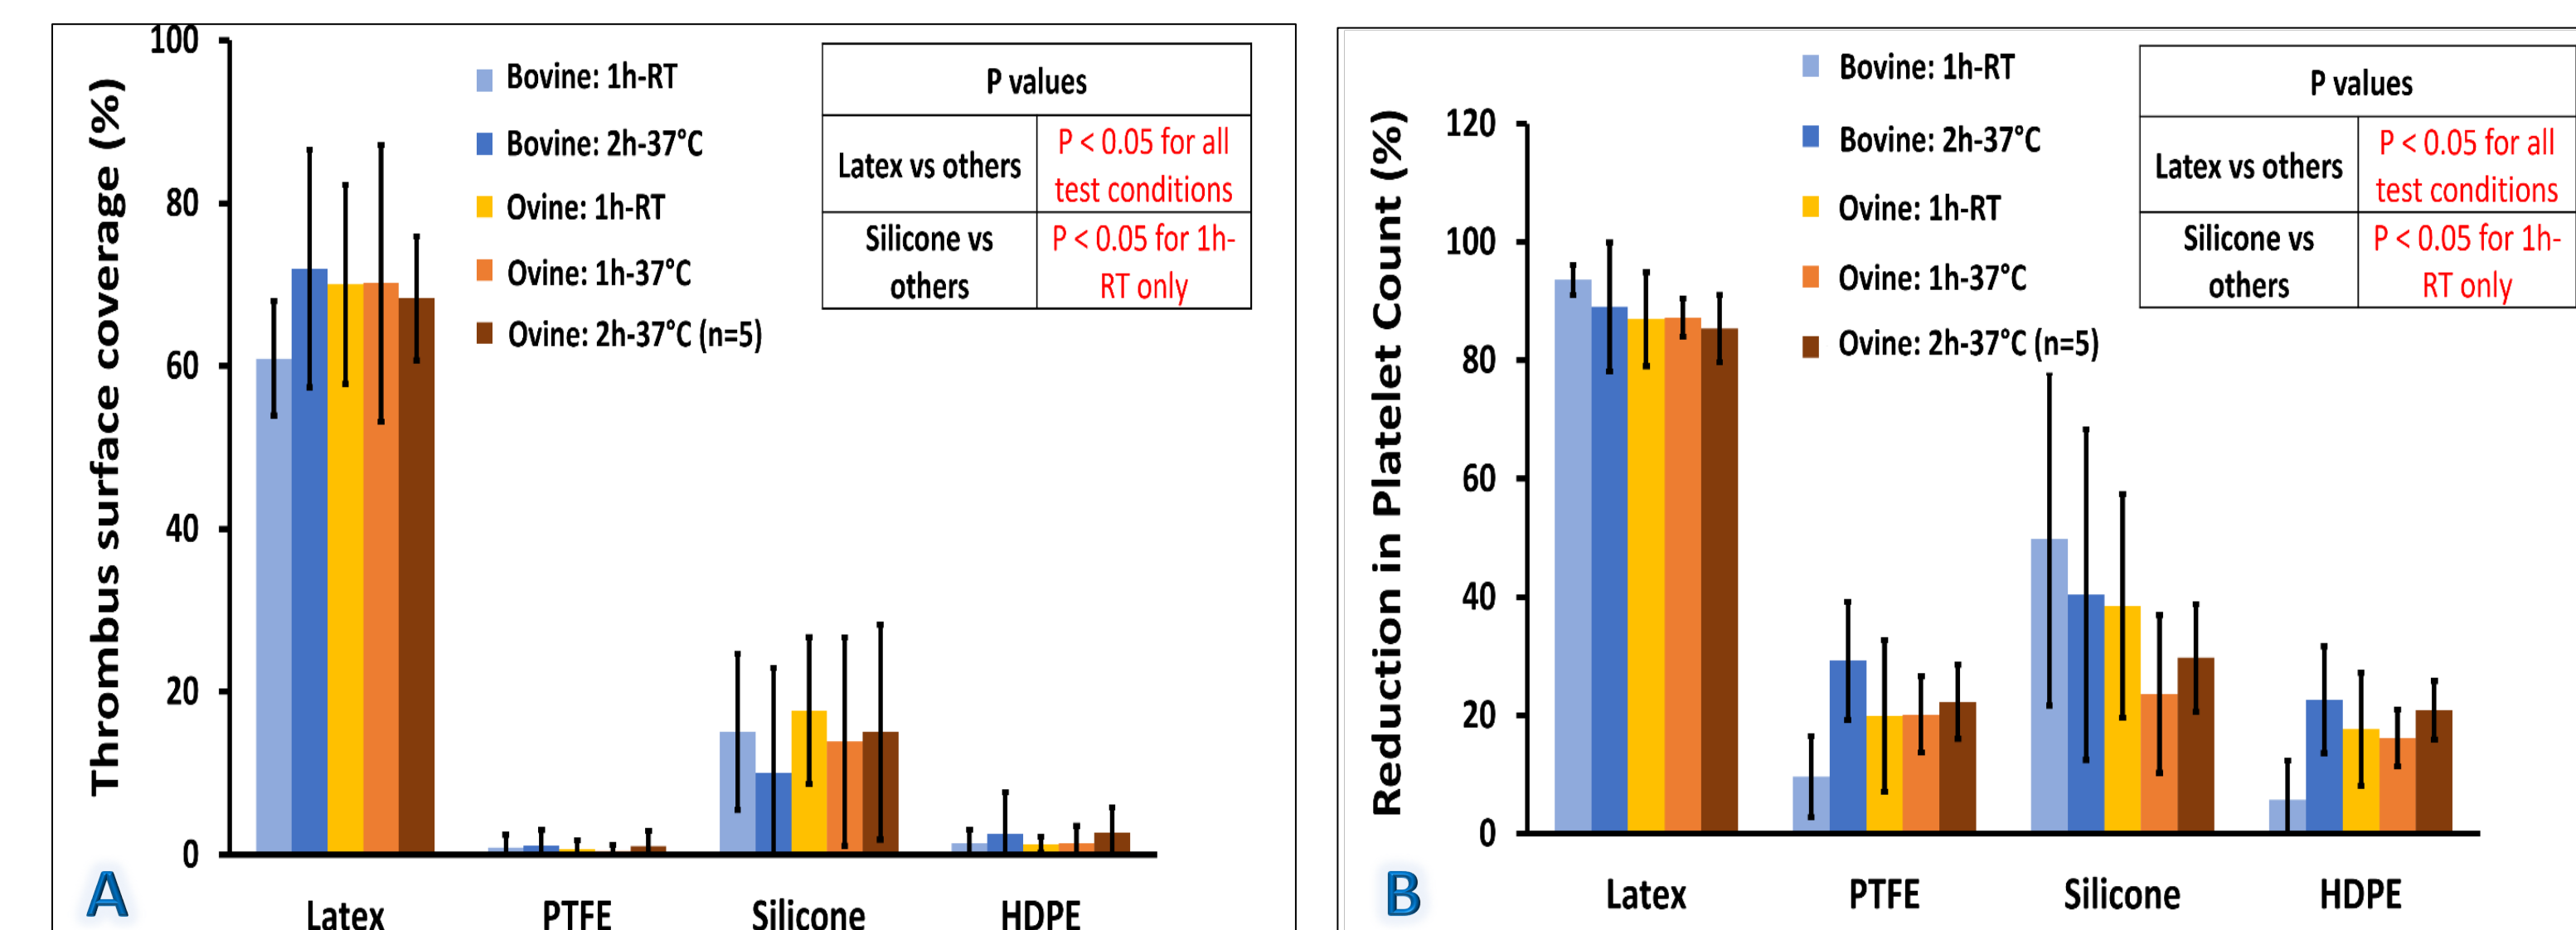 Thrombus surface coverage (%)
100
80
60
40
20
0
Bovine: 1h-RT
Bovine: 2h-37°C
Ovine: 1h-RT
Ovine: 1h-37°C
Ovine: 2h-37°C (n=5)
P values
Latex vs others
P < 0.05 for all
test conditions
Silicone vs
others
P < 0.05 for 1h-
RT only
Latex PTFE Silicone HDPE
A
Reduction in Platelet Count (%)
120
100
80
60
40
20
0
Bovine: 1h-RT
Bovine: 2h-37°C
Ovine: 1h-RT
Ovine: 1h-37°C
Ovine: 2h-37°C (n=5)
P values
Latex vs others
P < 0.05 for all
test conditions
Silicone vs
others
P < 0.05 for 1h-
RT only
Latex PTFE Silicone HDPE
B